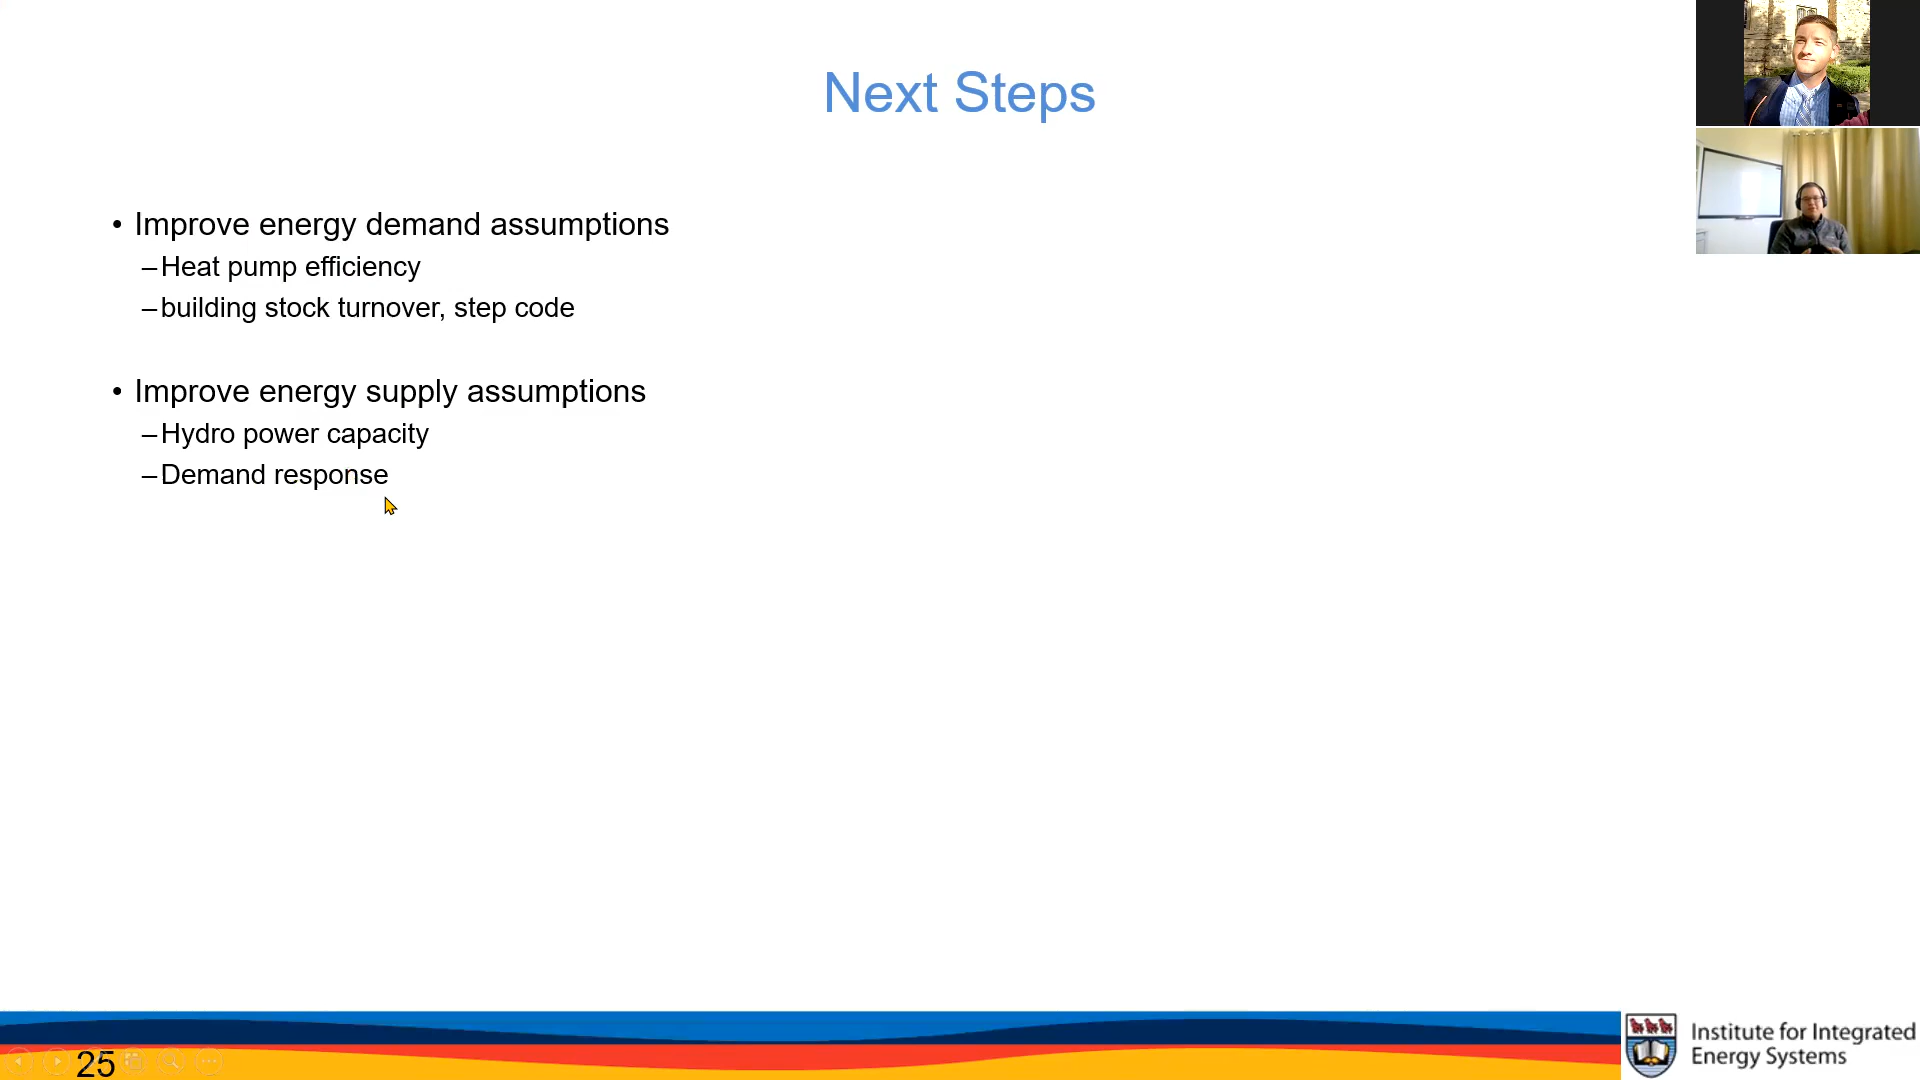 Next Steps
• Improve energy demand assumptions
–Heat pump efficiency
–building stock turnover, step code
• Improve energy supply assumptions
–Hydro power capacity
–Demand response
25
Institute for Integrated
Energy Systems